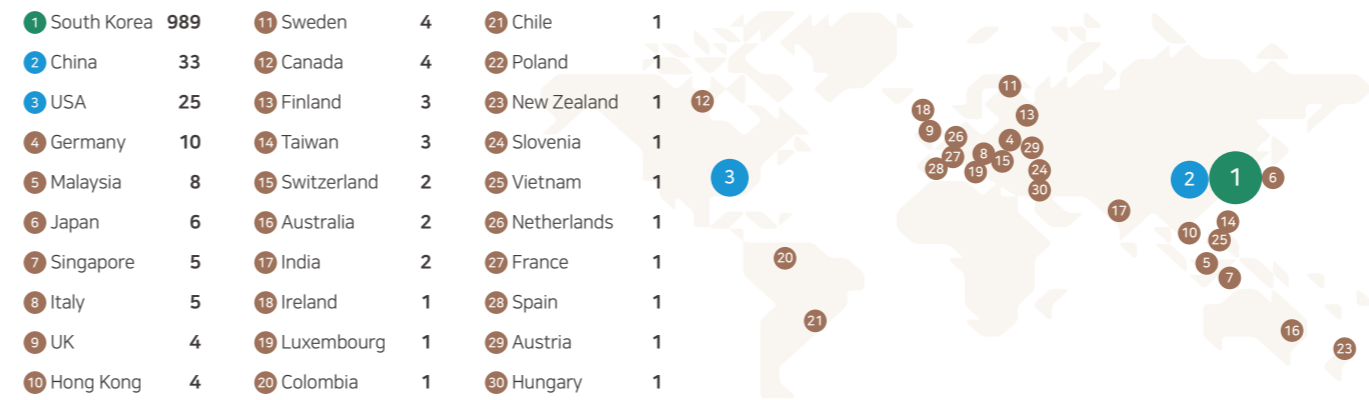 1 South Korea 989
2 China 33
3 USA 25
4 Germany 10
5 Malaysia 8
6 Japan 6
7 Singapore 5
8 Italy 5
9 UK 4
10 Hong Kong 4
11 Sweden 4
12 Canada 4
13 Finland 3
14 Taiwan 3
15 Switzerland 2
16 Australia 2
17 India 2
18 Ireland 1
19 Luxembourg 1
20 Colombia 1
21 Chile 1
22 Poland 1
23 New Zealand 1
24 Slovenia 1
25 Vietnam 1
26 Netherlands 1
27 France 1
28 Spain 1
29 Austria 1
30 Hungary 1
11
12
18
13
9
26
4
29
8
27
15
28
19
24
3
2
1
6
30
17
14
10
25
20
5
7
21
16
23